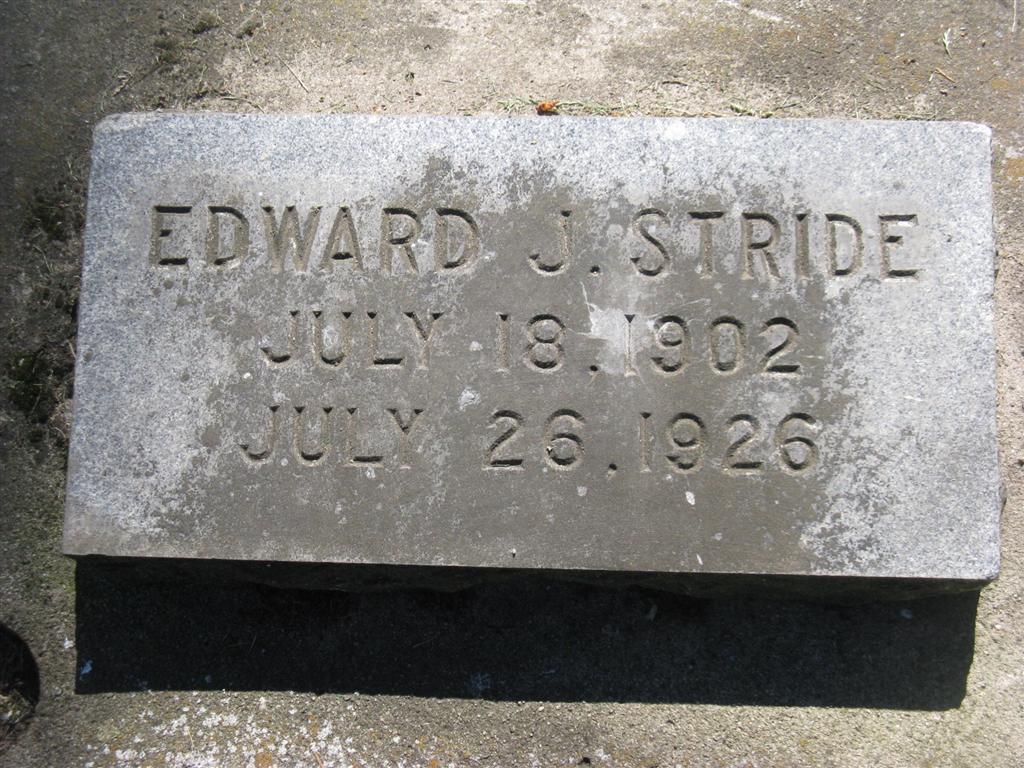 EDWARD J. STRIDE
JULY 18, 1902
JULY 26, 1926